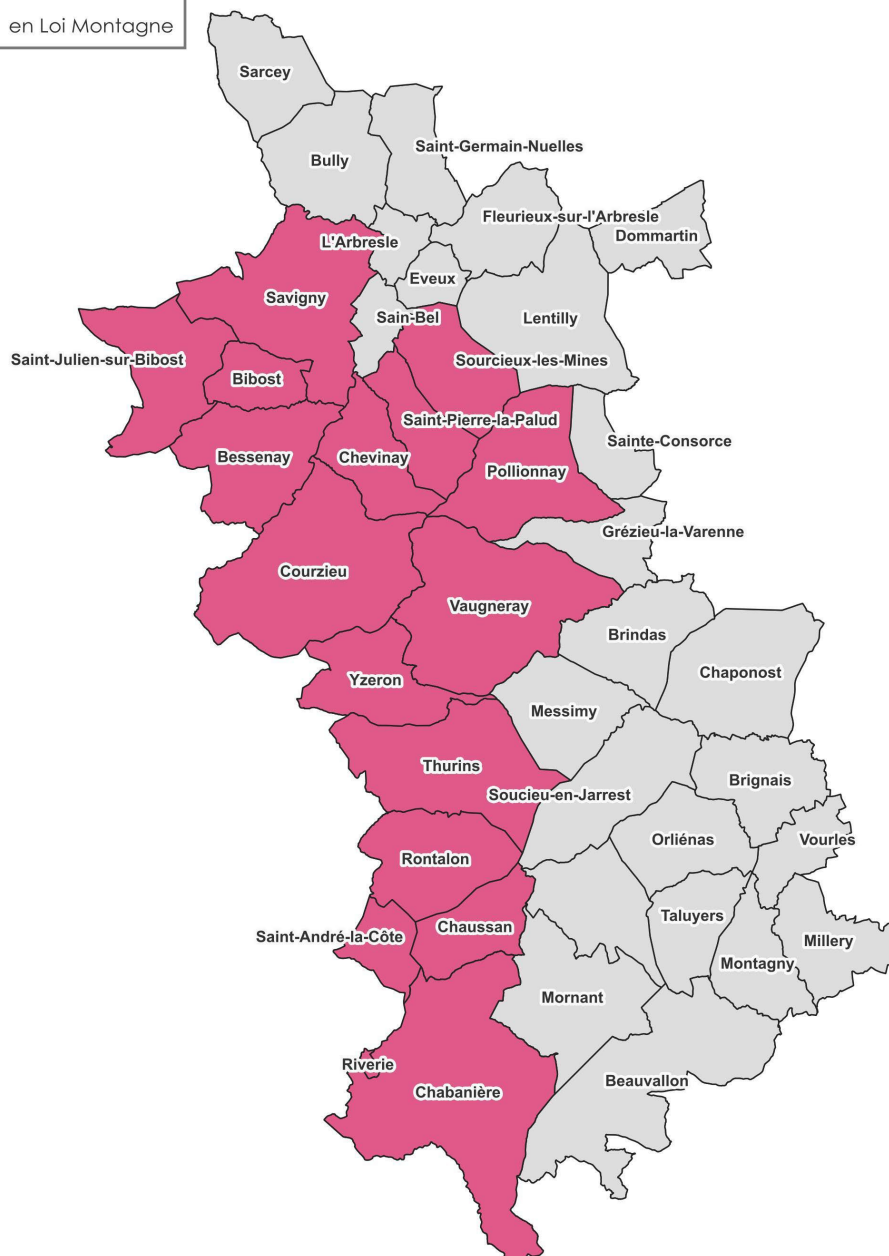 en Loi Montagne
Sarcey
Saint-Germain-Nuelles
Bully
Fleurieux-sur-l'Arbresle
Dommartin
L'Arbresle
Eveux
Savigny
Sain-Bel
Lentilly
Saint-Julien-sur-Bibost
Sourcieux-les-Mines
Bibost
Saint-Pierre-la-Palud
Sainte-Consorce
Bessenay
Chevinay
Pollionnay
Grézieu-la-Varenne
Courzieu
Vaugneray
Brindas
Chaponost
Yzeron
Messimy
Thurins
Brignais
Soucieu-en-Jarrest
Orliénas
Vourles
Rontalon
Taluyers
Chaussan
Saint-André-la-Côte
Millery
Montagny
Mornant
Riverie
Beauvallon
Chabanière